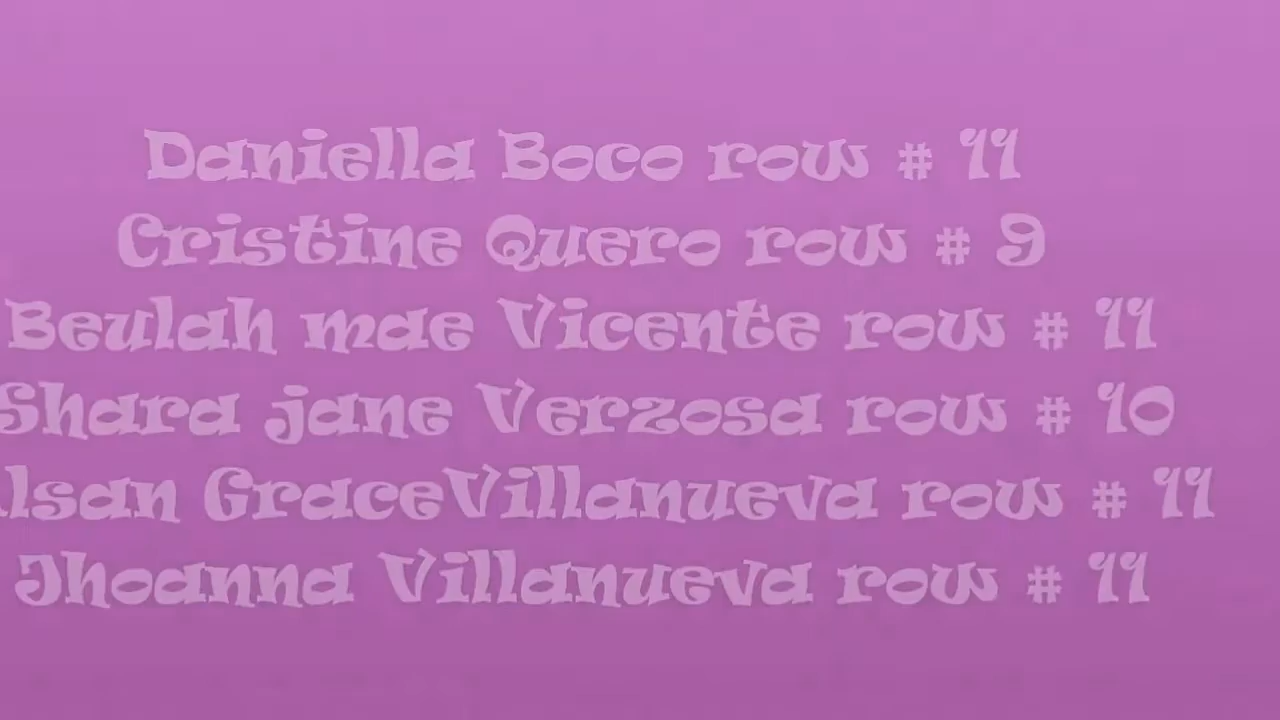 Daniella Boco row # 11
Cristine Quero row # 9
Beulah mae Vicente row # 11
Shara jane Verzosa row # 10
GraceVillanueva row # 11
Jhoanna Villanueva row # 11